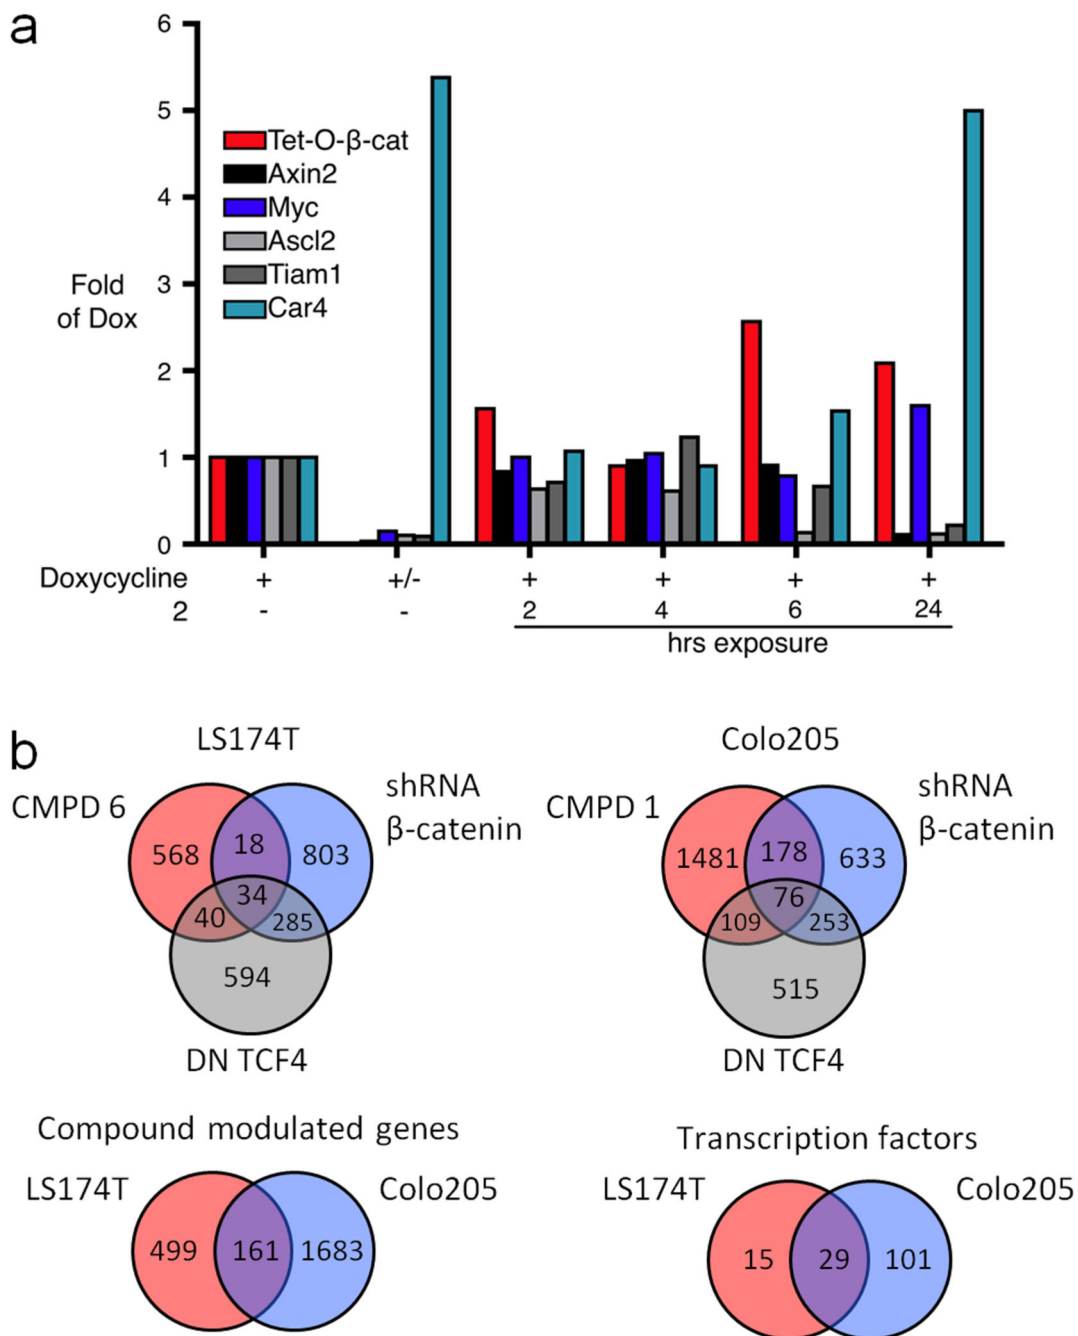 a
6
5
4
3
2
1
0
Fold
of Dox
Tet-O-β-cat
Axin2
Myc
Ascl2
Tiam1
Car4
Doxycycline + +/- + + + +
2 - - 2 4 6 24
hrs exposure
b
LS174T
CMPD 6
shRNA
β-catenin
568 18 803
34
40 285
594
DN TCF4
Colo205
CMPD 1
shRNA
β-catenin
1481 178 633
76
109 253
515
DN TCF4
Compound modulated genes
LS174T Colo205
499 161 1683
Transcription factors
LS174T Colo205
15 29 101